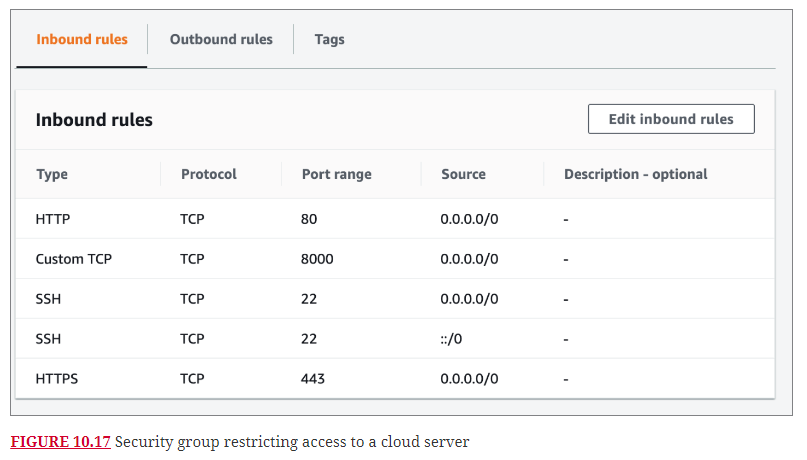 Inbound rules Outbound rules Tags
Inbound rules Edit inbound rules
Type Protocol Port range Source Description - optional
HTTP TCP 80 0.0.0.0/0 -
Custom TCP TCP 8000 0.0.0.0/0 -
SSH TCP 22 0.0.0.0/0 -
SSH TCP 22 ::/0 -
HTTPS TCP 443 0.0.0.0/0 -
FIGURE 10.17 Security group restricting access to a cloud server